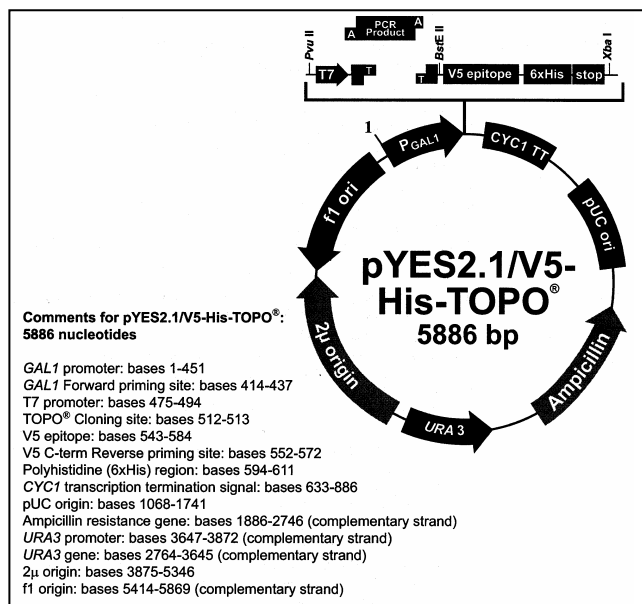 A PCR Product A
Pvu II
T7
T
T
BstE II
V5 epitope
6xHis
stop
Xba I
1
PGAL1
CYC1 TT
pUC ori
Ampicillin
URA 3
2µ origin
f1 ori
pYES2.1/V5-
His-TOPO®
5886 bp
Comments for pYES2.1/V5-His-TOPO®:
5886 nucleotides
GAL1 promoter: bases 1-451
GAL1 Forward priming site: bases 414-437
T7 promoter: bases 475-494
TOPO® Cloning site: bases 512-513
V5 epitope: bases 543-584
V5 C-term Reverse priming site: bases 552-572
Polyhistidine (6xHis) region: bases 594-611
CYC1 transcription termination signal: bases 633-886
pUC origin: bases 1068-1741
Ampicillin resistance gene: bases 1886-2746 (complementary strand)
URA3 promoter: bases 3647-3872 (complementary strand)
URA3 gene: bases 2764-3645 (complementary strand)
2µ origin: bases 3875-5346
f1 origin: bases 5414-5869 (complementary strand)